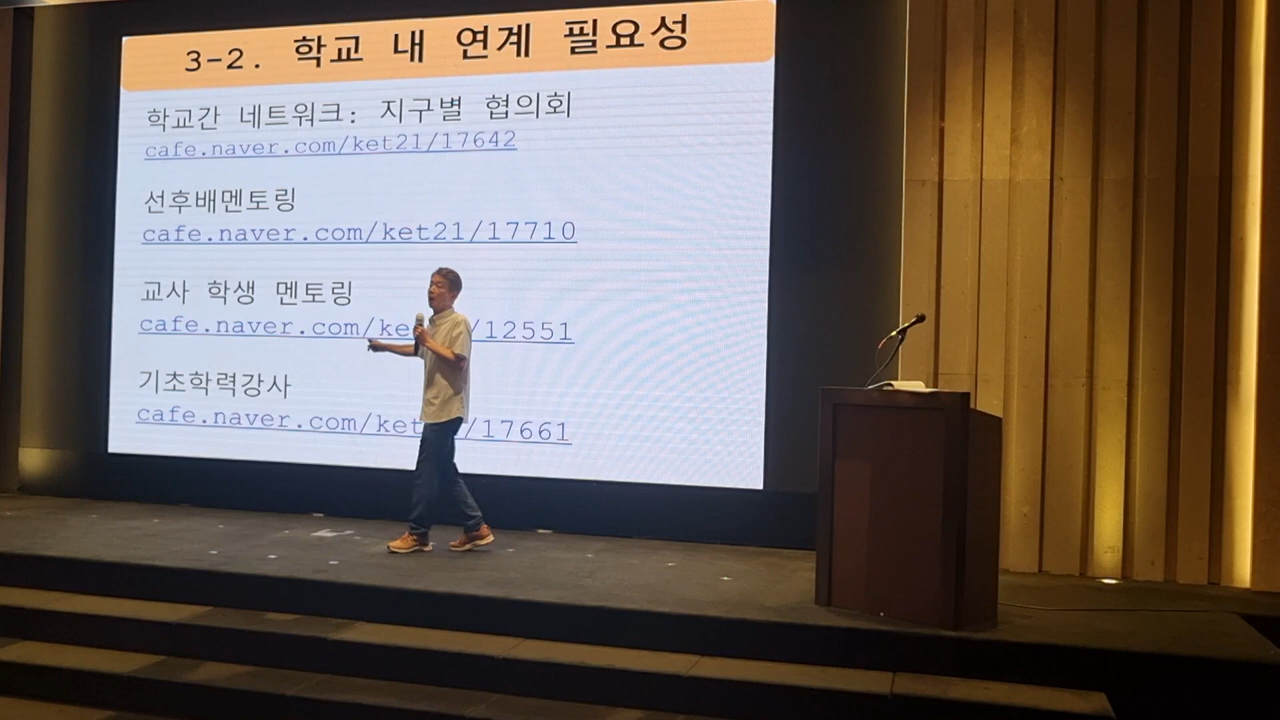 3-2. 학교 내 연계 필요성
학교간 네트워크: 지구별 협의회
cafe.naver.com/ket21/17642
선후배멘토링
cafe.naver.com/ket21/17710
교사 학생 멘토링
cafe.naver.com/ke /12551
기초학력강사
cafe.naver.com/ket /17661